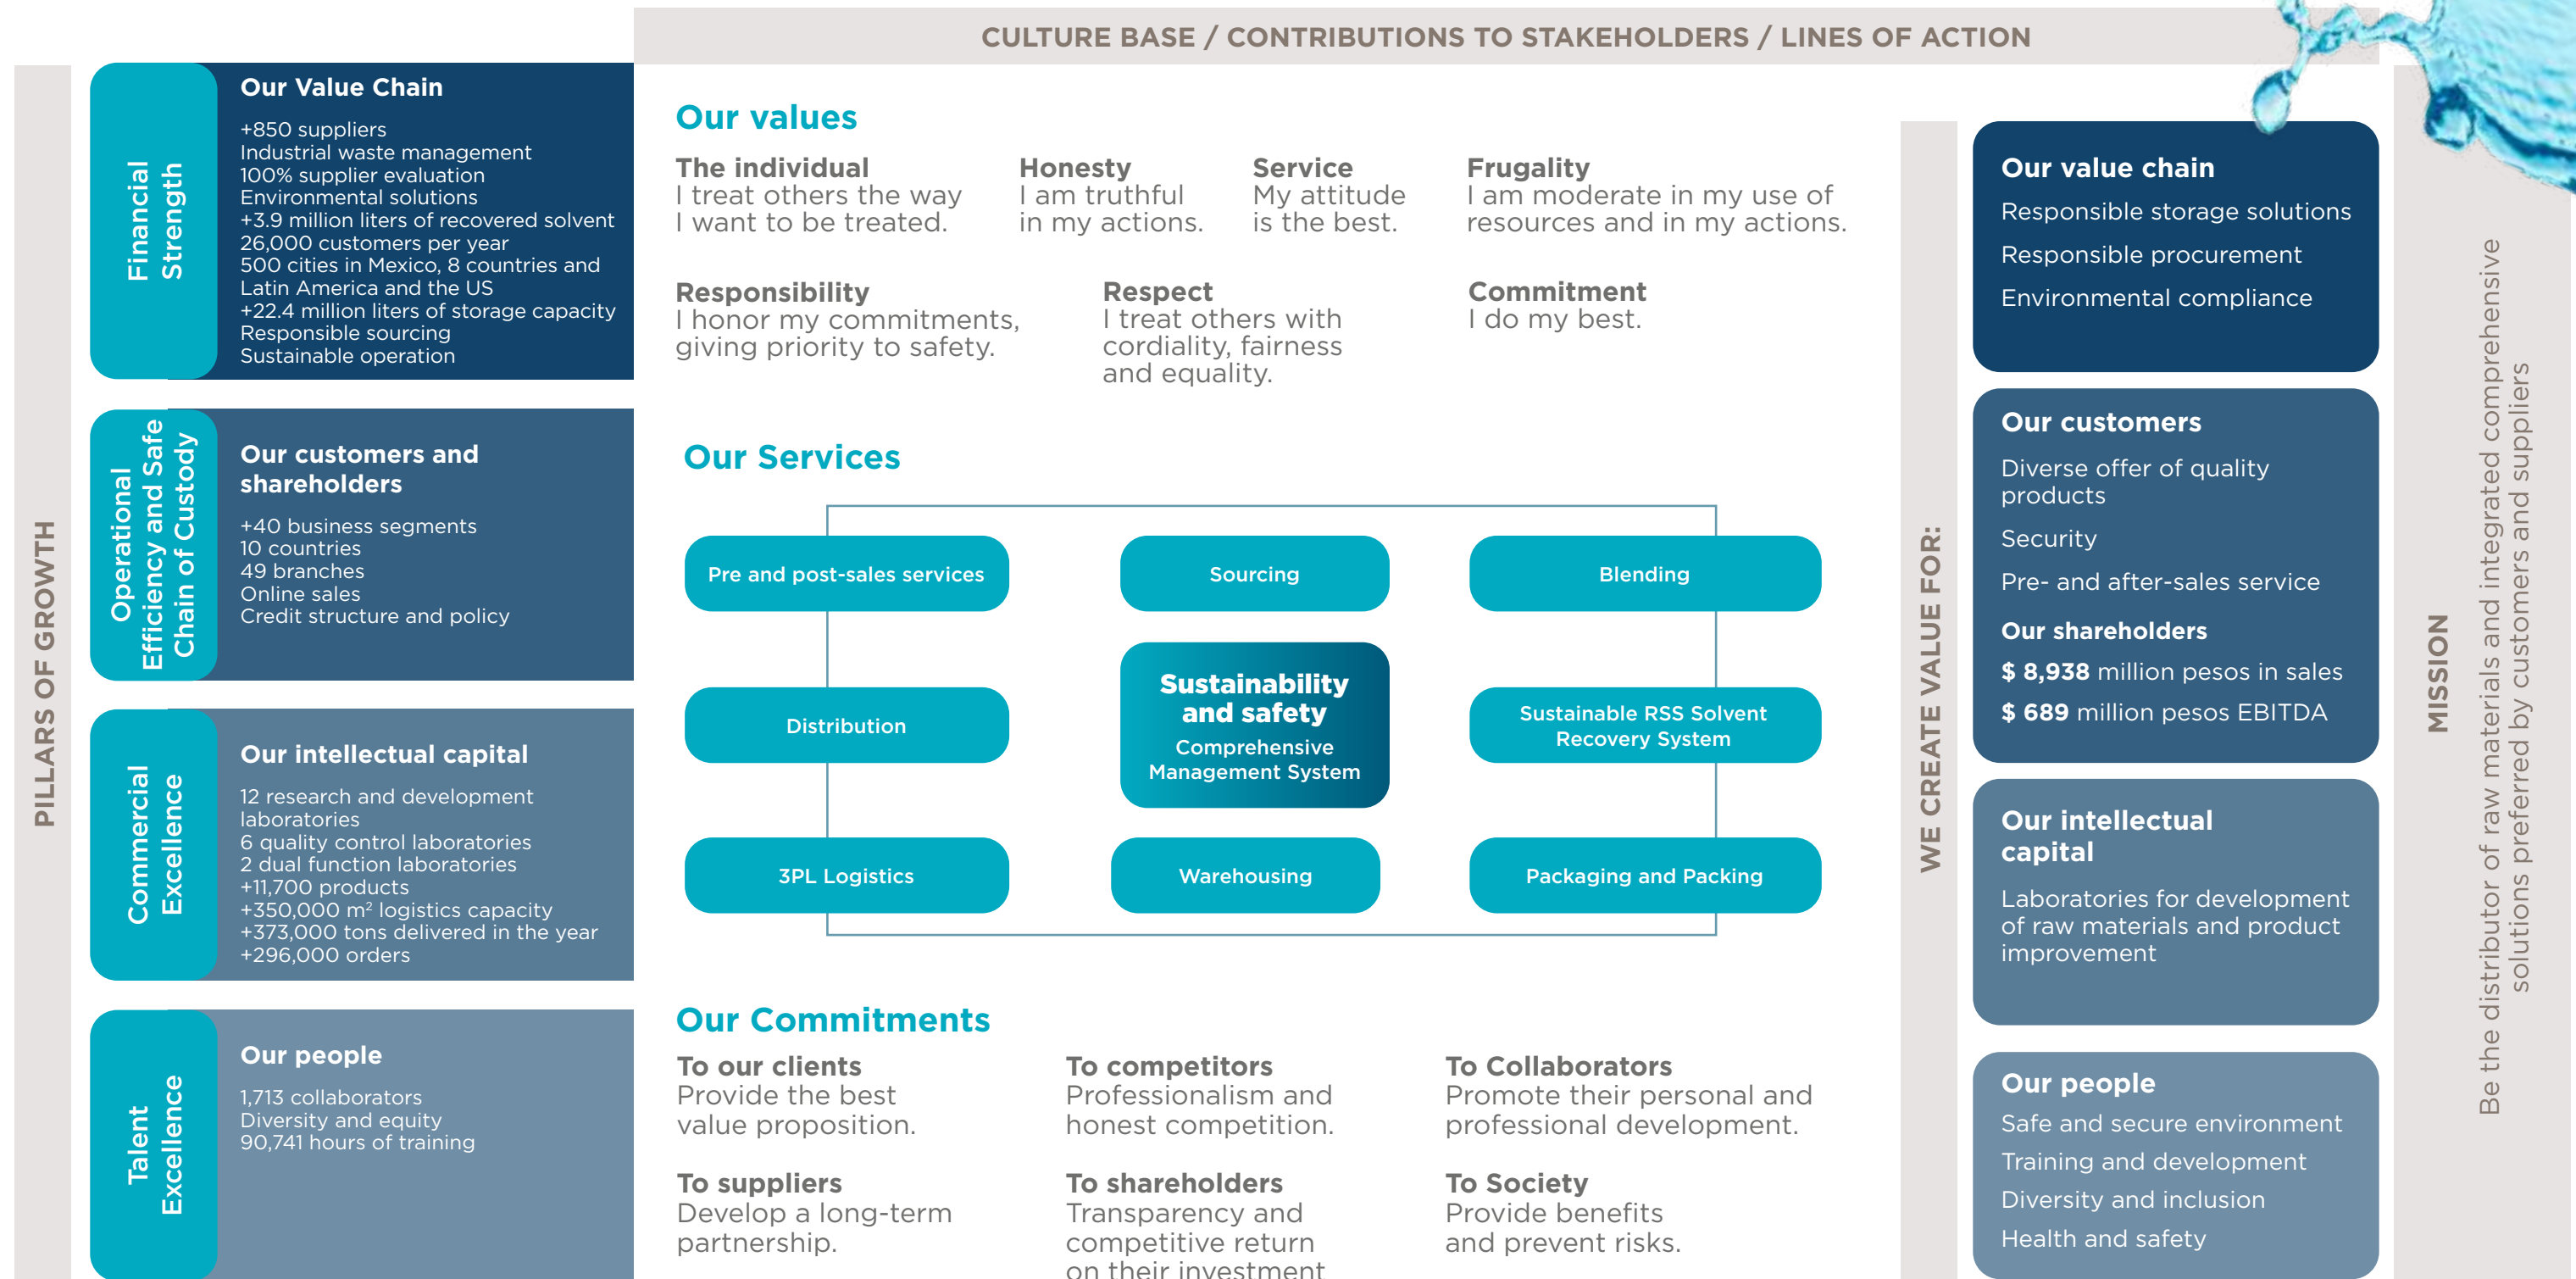 CULTURE BASE / CONTRIBUTIONS TO STAKEHOLDERS / LINES OF ACTION
PILLARS OF GROWTH
Financial
Strength
Our Value Chain
+850 suppliers
Industrial waste management
100% supplier evaluation
Environmental solutions
+3.9 million liters of recovered solvent
26,000 customers per year
500 cities in Mexico, 8 countries and
Latin America and the US
+22.4 million liters of storage capacity
Responsible sourcing
Sustainable operation
Operational
Efficiency and Safe
Chain of Custody
Our customers and
shareholders
+40 business segments
10 countries
49 branches
Online sales
Credit structure and policy
Commercial
Excellence
Our intellectual capital
12 research and development
laboratories
6 quality control laboratories
2 dual function laboratories
+11,700 products
+350,000 m² logistics capacity
+373,000 tons delivered in the year
+296,000 orders
Talent
Excellence
Our people
1,713 collaborators
Diversity and equity
90,741 hours of training
Our values
The individual
I treat others the way
I want to be treated.
Honesty
I am truthful
in my actions.
Service
My attitude
is the best.
Frugality
I am moderate in my use of
resources and in my actions.
Responsibility
I honor my commitments,
giving priority to safety.
Respect
I treat others with
cordiality, fairness
and equality.
Commitment
I do my best.
Our Services
Pre and post-sales services
Sourcing
Blending
Distribution
Sustainability
and safety
Comprehensive
Management System
Sustainable RSS Solvent
Recovery System
3PL Logistics
Warehousing
Packaging and Packing
Our Commitments
To our clients
Provide the best
value proposition.
To competitors
Professionalism and
honest competition.
To Collaborators
Promote their personal and
professional development.
To suppliers
Develop a long-term
partnership.
To shareholders
Transparency and
competitive return
on their investment
To Society
Provide benefits
and prevent risks.
WE CREATE VALUE FOR:
Our value chain
Responsible storage solutions
Responsible procurement
Environmental compliance
Our customers
Diverse offer of quality
products
Security
Pre- and after-sales service
Our shareholders
$ 8,938 million pesos in sales
$ 689 million pesos EBITDA
Our intellectual
capital
Laboratories for development
of raw materials and product
improvement
Our people
Safe and secure environment
Training and development
Diversity and inclusion
Health and safety
MISSION
Be the distributor of raw materials and integrated comprehensive
solutions preferred by customers and suppliers